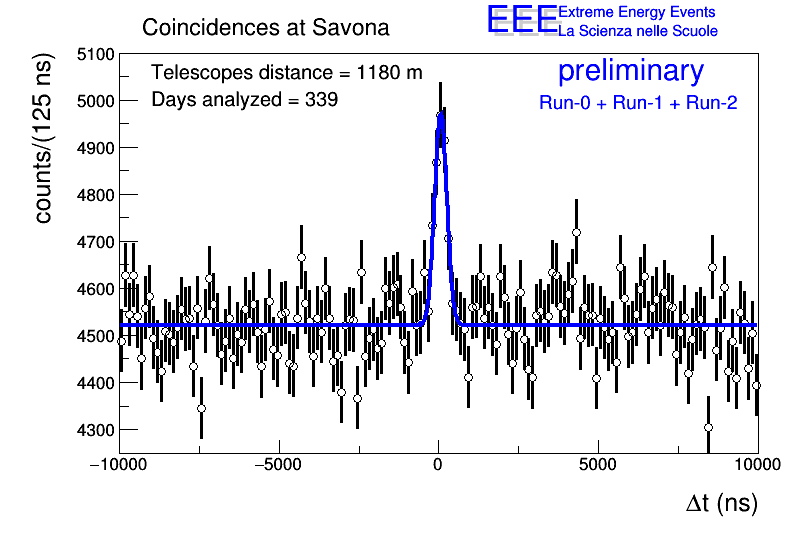 Coincidences at Savona
EEE Extreme Energy Events
La Scienza nelle Scuole
Telescopes distance = 1180 m
Days analyzed = 339
preliminary
Run-0 + Run-1 + Run-2
counts/(125 ns)
5100
5000
4900
4800
4700
4600
4500
4400
4300
−10000 −5000 0 5000 10000
Δt (ns)